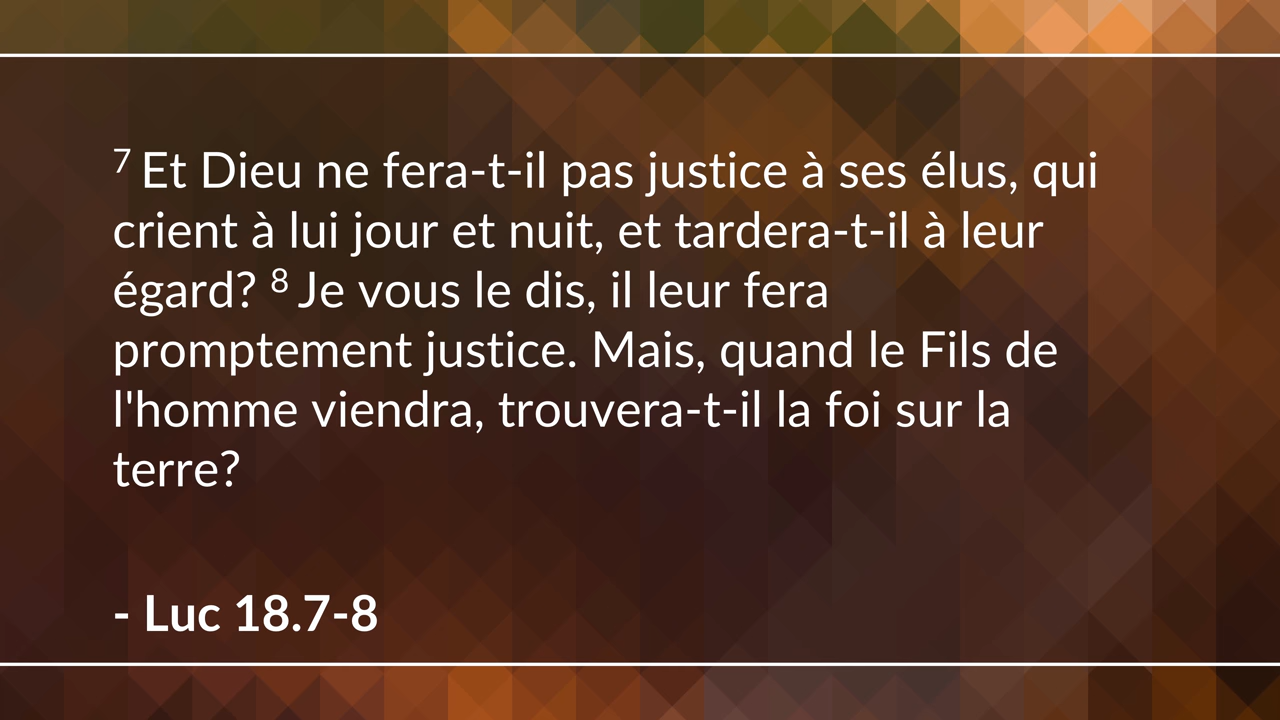 7 Et Dieu ne fera-t-il pas justice à ses élus, qui
crient à lui jour et nuit, et tardera-t-il à leur
égard? 8 Je vous le dis, il leur fera
promptement justice. Mais, quand le Fils de
l'homme viendra, trouvera-t-il la foi sur la
terre?
- Luc 18.7-8